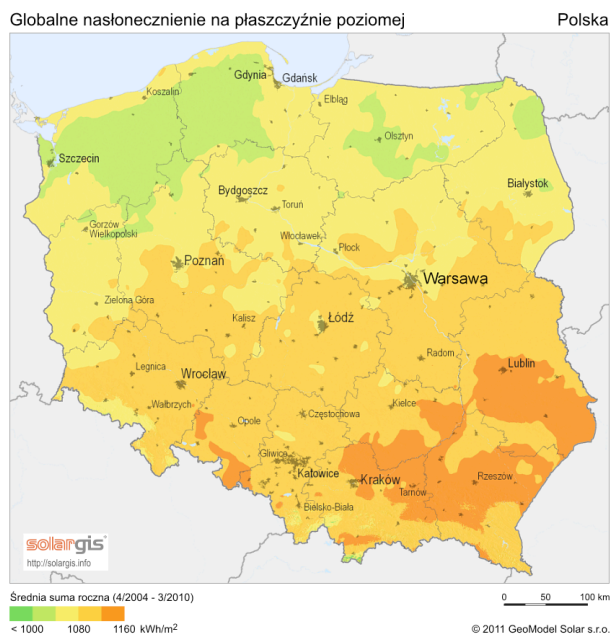 Globalne nasłonecznienie na płaszczyźnie poziomej Polska
Gdynia
Gdańsk
Koszalin
Elbląg
Olsztyn
Szczecin
Białystok
Bydgoszcz
Toruń
Gorzów
Wielkopolski
Włocławek
Płock
Poznan
Warsawa
Zielona Góra
Kalisz
Łódź
Radom
Lublin
Legnica
Wroclaw
Wałbrzych
Opole
Częstochowa
Kielce
Gliwice
Katowice
Kraków
Tarnów
Rzeszów
Bielsko-Biała
solargis
http://solargis.info
Średnia suma roczna (4/2004 - 3/2010)
0 50 100 km
< 1000 1080 1160 kWh/m²
© 2011 GeoModel Solar s.r.o.